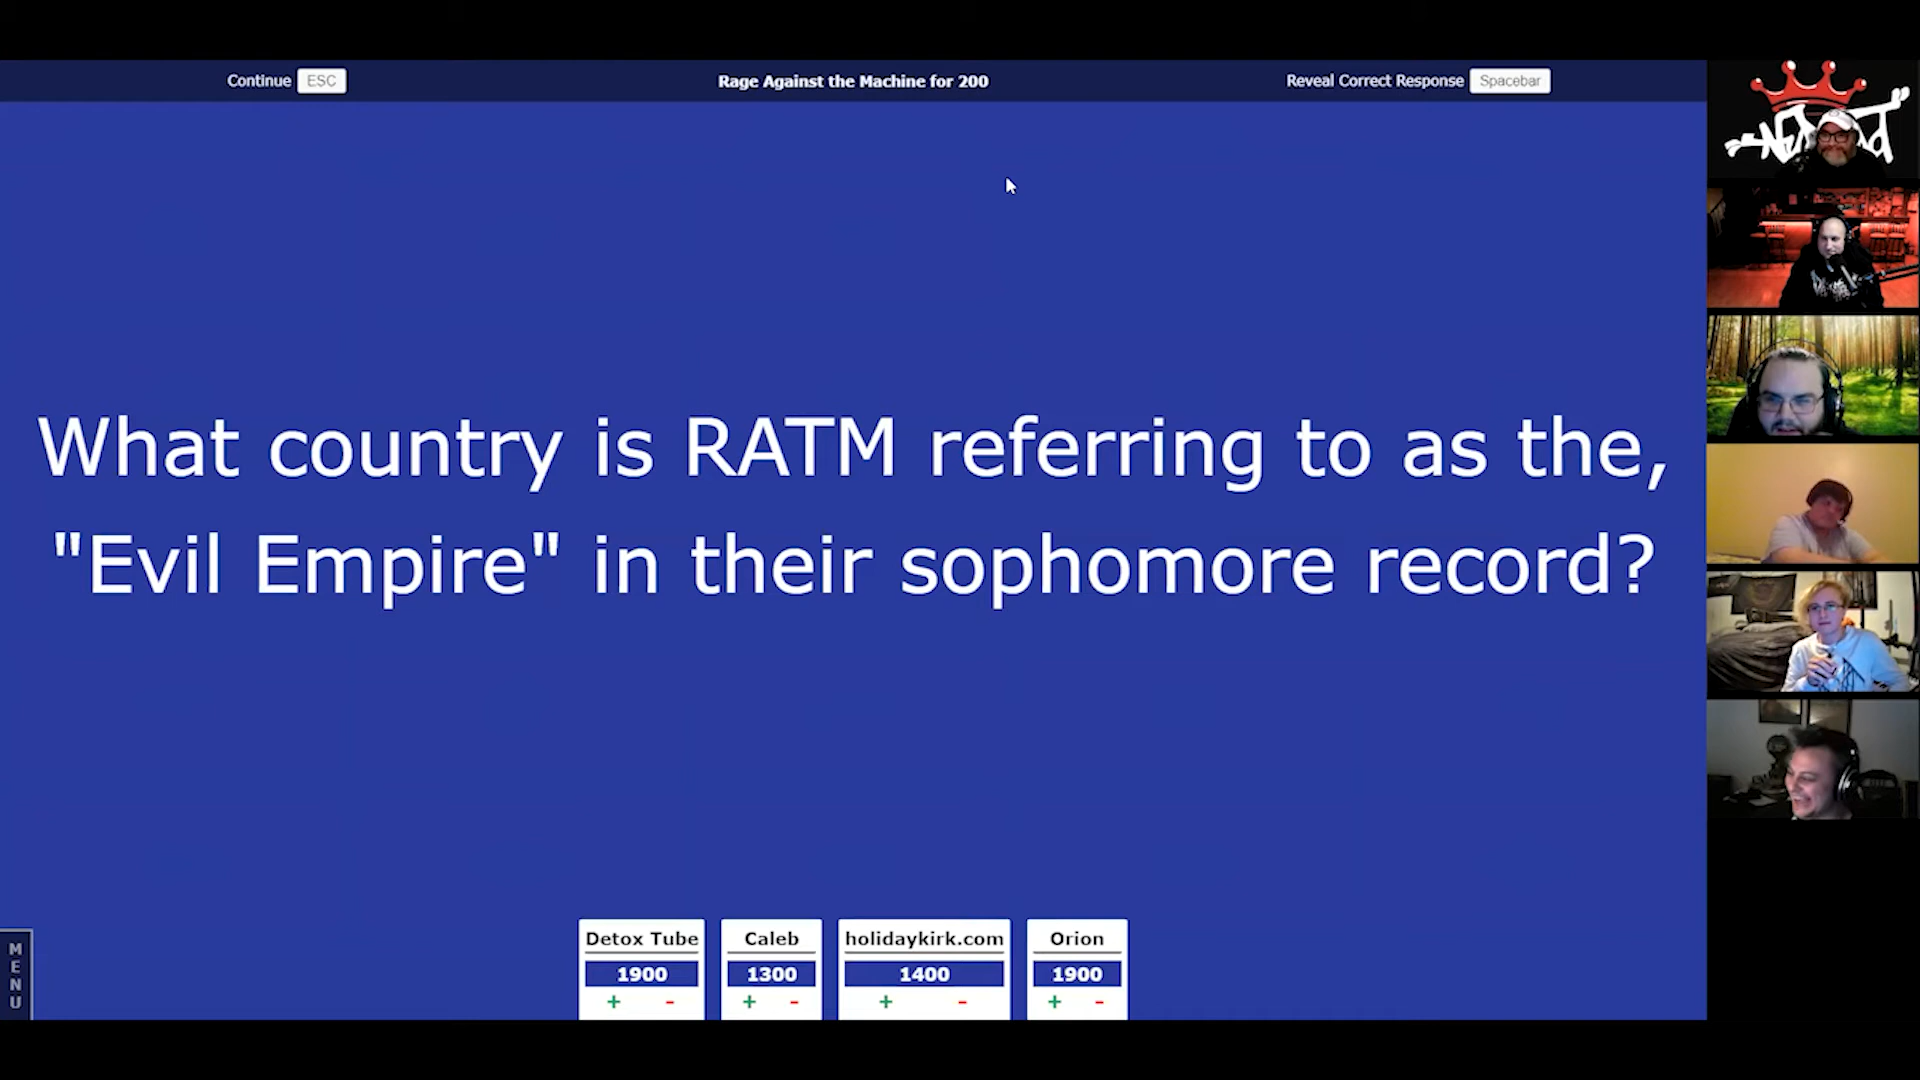 Continue ESC
Rage Against the Machine for 200
Reveal Correct Response Spacebar
What country is RATM referring to as the,
"Evil Empire" in their sophomore record?
MENU
Detox Tube Caleb holidaykirk.com Orion
1900 1300 1400 1900
+ - + - + - + -